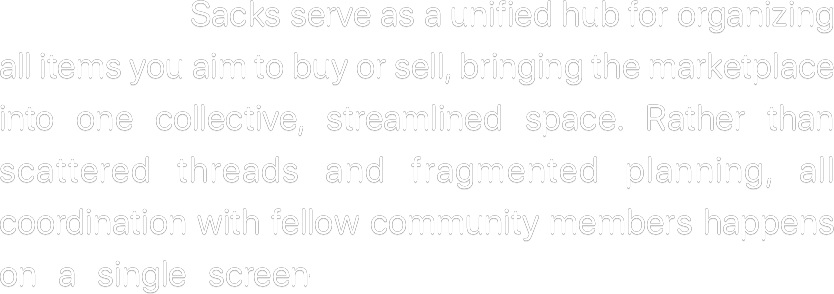 Sacks serve as a unified hub for organizing
all items you aim to buy or sell, bringing the marketplace
into one collective, streamlined space. Rather than
scattered threads and fragmented planning, all
coordination with fellow community members happens
on a single screen